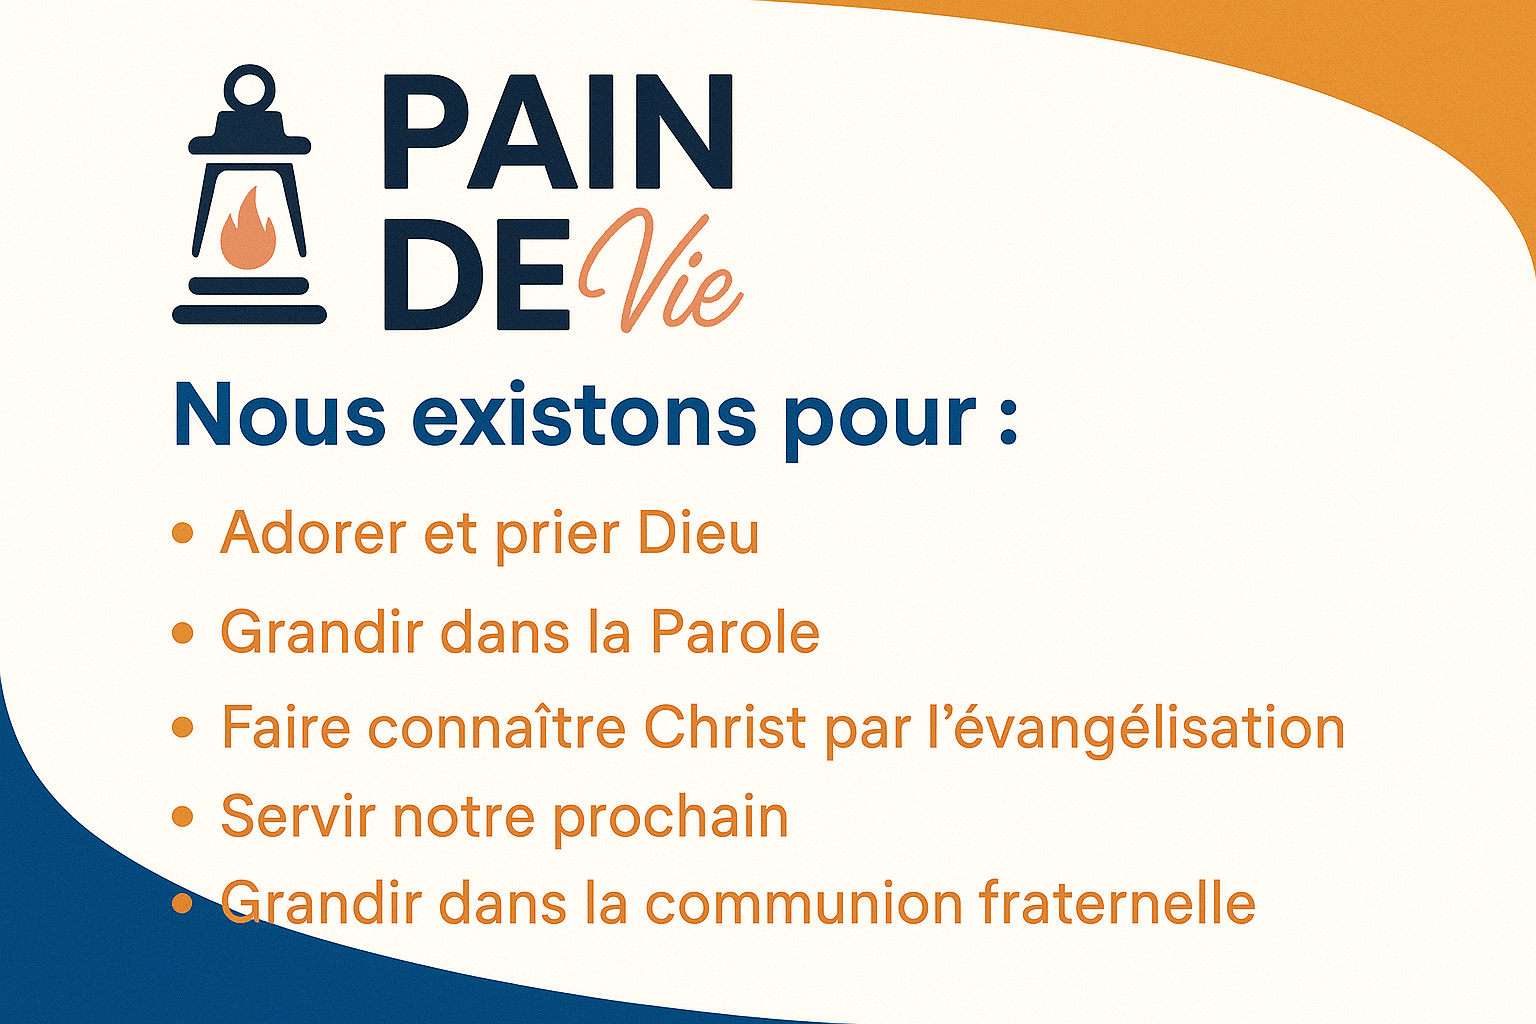 PAIN
DE Vie
Nous existons pour :
• Adorer et prier Dieu
• Grandir dans la Parole
• Faire connaître Christ par l’évangélisation
• Servir notre prochain
• Grandir dans la communion fraternelle